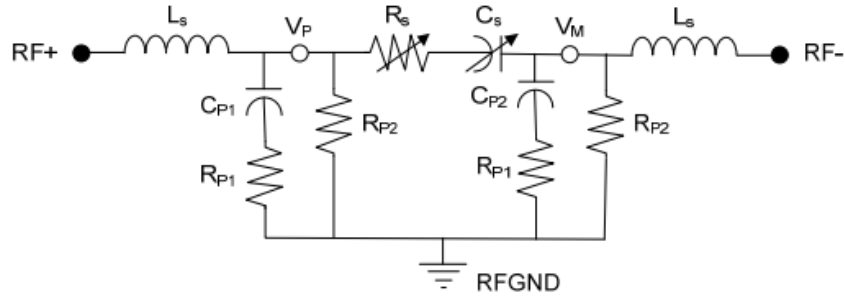 Ls
VP
Rs
Cs
VM
Ls
RF+
RF-
CP1
RP2
CP2
RP2
RP1
RP1
RFGND